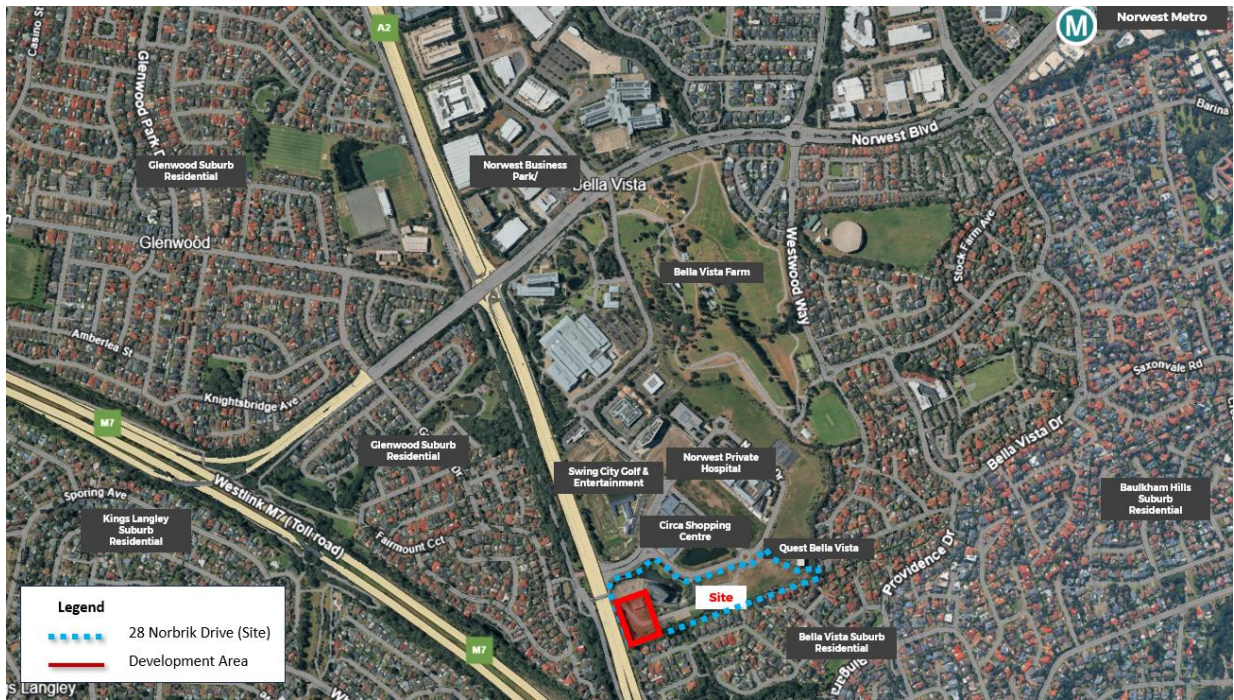 Casino St
A2
M
Norwest Metro
Glenwood Park
Barina
Norwest Blvd
Glenwood Suburb
Residential
Norwest Business
Park/
Bella Vista
Glenwood
Stock Farm Ave
Bella Vista Farm
Westwood Way
Amberlea St
Saxonvale Rd
Knightsbridge Ave
M7
Glenwood Suburb
Residential
Bella Vista Dr
Swing City Golf &
Entertainment
Norwest Private
Hospital
Baulkham Hills
Suburb
Residential
Sporing Ave
Westlink M7 (Toll road)
Kings Langley
Suburb
Residential
Circa Shopping
Centre
Fairmount Cct
Quest Bella Vista
Providence Dr
Site
Legend
28 Norbrik Drive (Site)
Development Area
Bella Vista Suburb
Residential
M7
s Langley